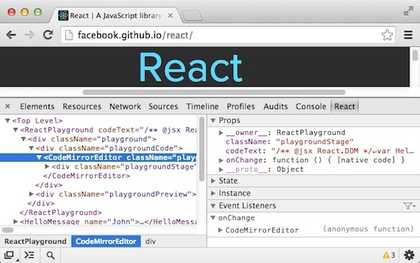 React | A JavaScript library
facebook.github.io/react/
React
Elements Resources Network Sources Timeline Profiles Audits Console React
▼<Top Level>
▼<ReactPlayground codeText="/** @jsx Rea
▼<div className="playground">
▼<div className="playgroundCode">
▼<CodeMirrorEditor className="play
▶<div className="playgroundStage"
</CodeMirrorEditor>
</div>
▶<div className="playgroundPreview">
</div>
</ReactPlayground>
▶<HelloMessage name="John">…</HelloMessage
ReactPlayground CodeMirrorEditor div
▼ Props
▶ __owner__: ReactPlayground
className: "playgroundStage"
codeText: "/** @jsx React.DOM */↵var Hel…
▶ onChange: function () { [native code] }
▶ __proto__: Object
▶ State
▶ Instance
▼ Event Listeners
▼ onChange
▶ CodeMirrorEditor (anonymous function)
3